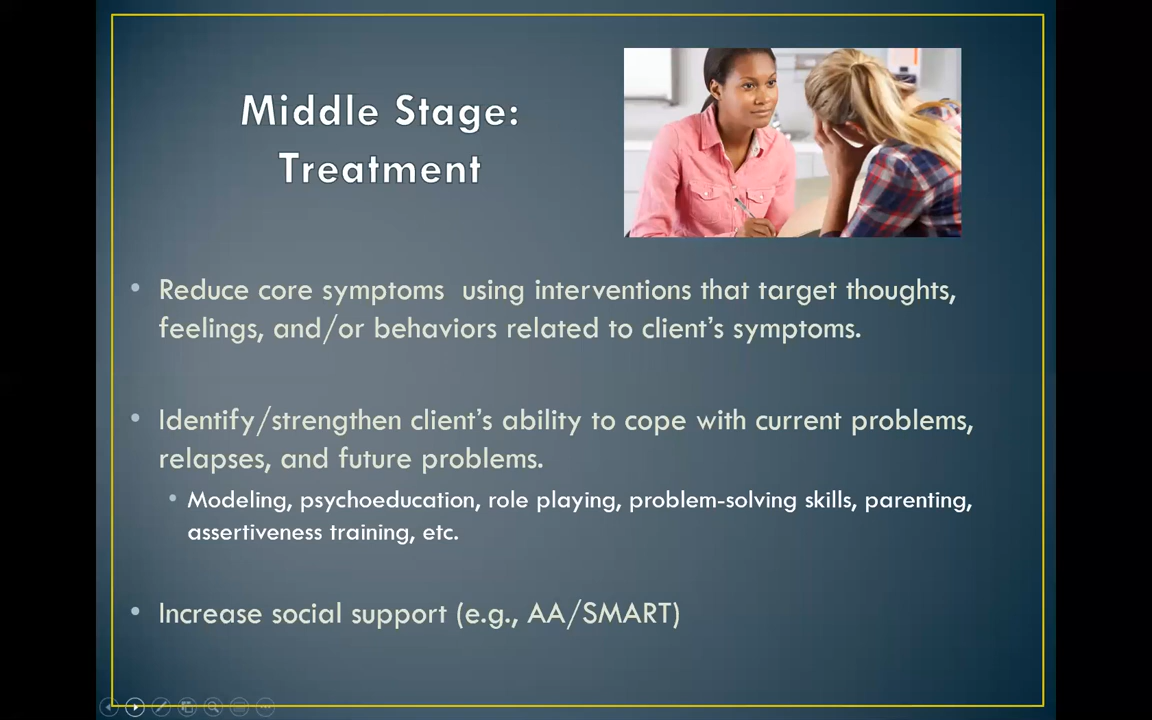 Middle Stage:
Treatment
• Reduce core symptoms  using interventions that target thoughts,
feelings, and/or behaviors related to client’s symptoms.
• Identify/strengthen client’s ability to cope with current problems,
relapses, and future problems.
• Modeling, psychoeducation, role playing, problem-solving skills, parenting,
assertiveness training, etc.
• Increase social support (e.g., AA/SMART)